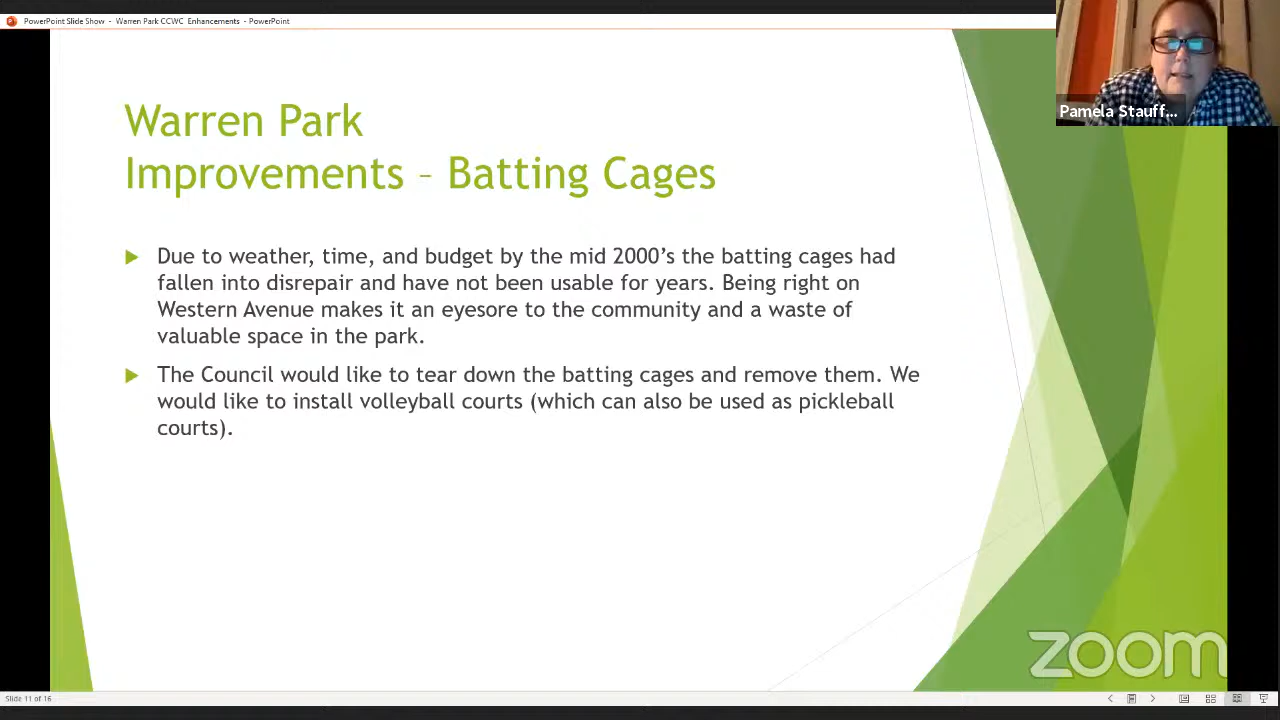 PowerPoint Slide Show - Warren Park CCWC Enhancements - PowerPoint
Pamela Stauff...
Warren Park
Improvements – Batting Cages
Due to weather, time, and budget by the mid 2000’s the batting cages had
fallen into disrepair and have not been usable for years. Being right on
Western Avenue makes it an eyesore to the community and a waste of
valuable space in the park.
The Council would like to tear down the batting cages and remove them. We
would like to install volleyball courts (which can also be used as pickleball
courts).
zoom
Slide 11 of 16